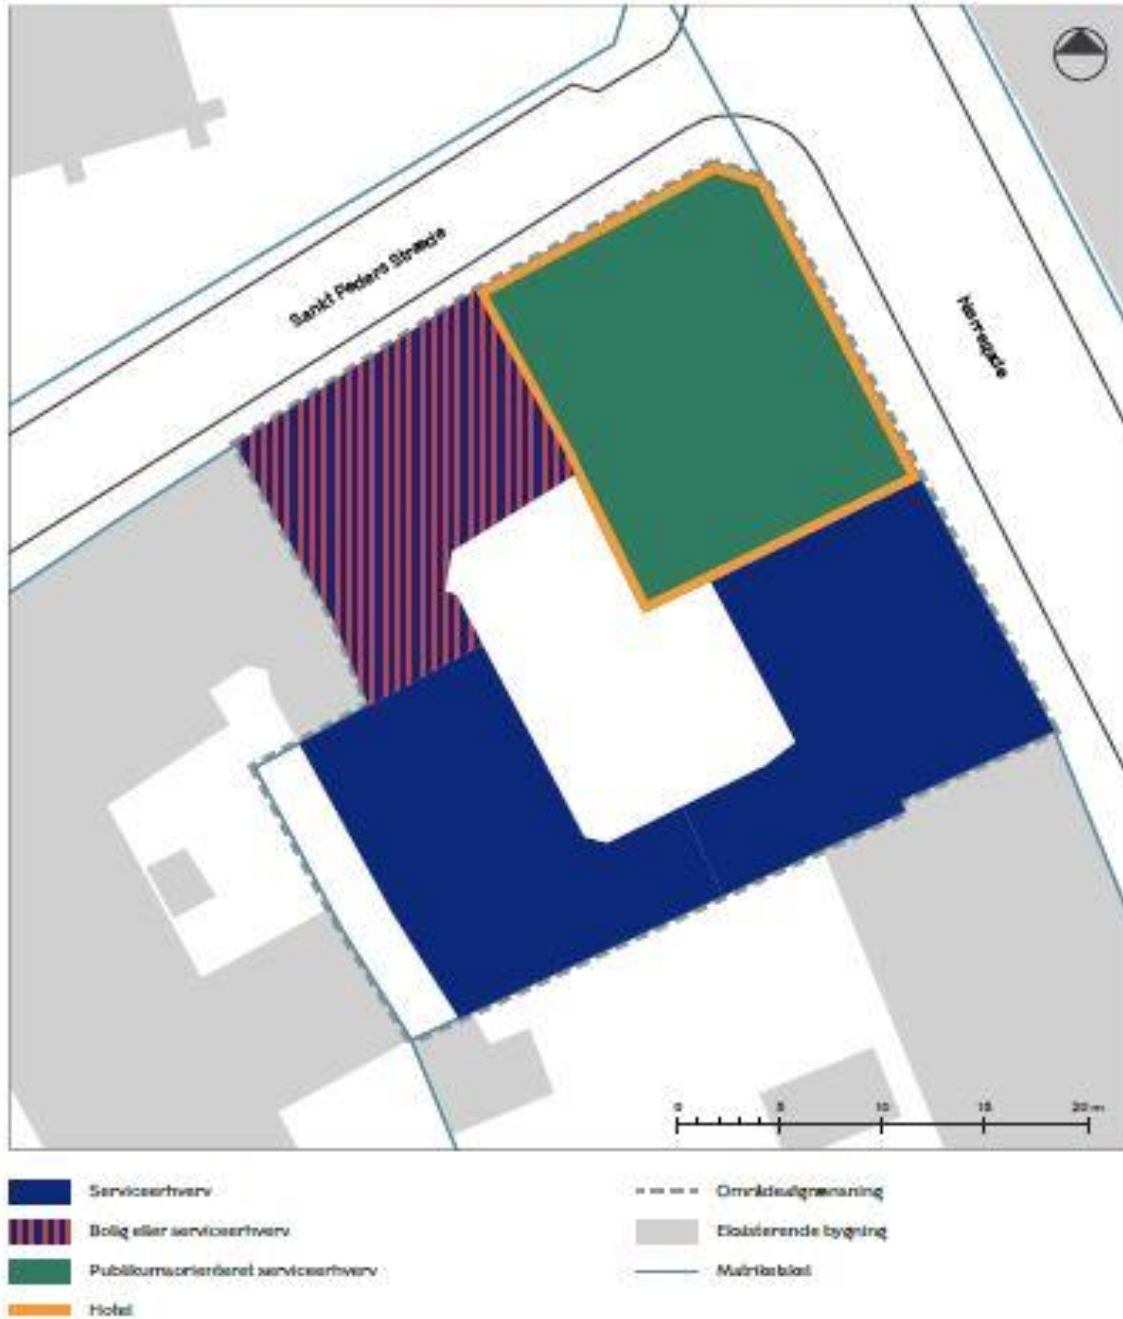 Sankt Peders Stræde
Nørregade
0 5 10 15 20 m
Serviceerhverv
Bolig eller serviceerhverv
Publikumsorienteret serviceerhverv
Hotel
Områdeafgrænsning
Eksisterende bygning
Matrikelskel